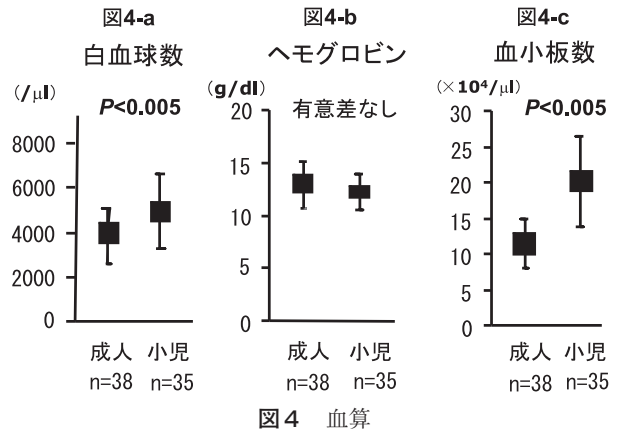 図4-a
白血球数
(/μl)
P<0.005
8000
6000
4000
2000
0
成人 小児
n=38 n=35
図4-b
ヘモグロビン
(g/dl)
有意差なし
20
15
10
5
0
成人 小児
n=38 n=35
図4-c
血小板数
(×10⁴/μl)
P<0.005
30
25
20
15
10
5
0
成人 小児
n=38 n=35
図4 血算